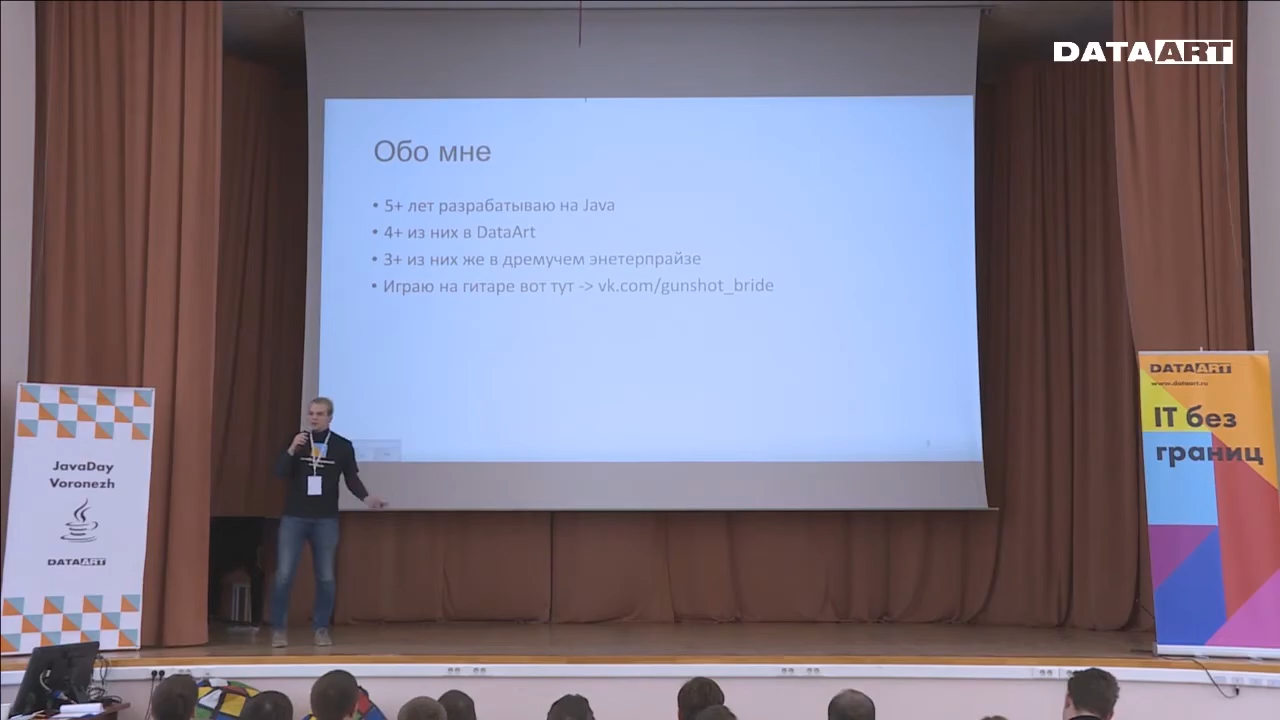 DATAART
Обо мне
• 5+ лет разрабатываю на Java
• 4+ из них в DataArt
• 3+ из них же в дремучем энетерпрайзе
• Играю на гитаре вот тут -> vk.com/gunshot_bride
JavaDay
Voronezh
DATAART
DATAART
www.dataart.ru
IT без
границ